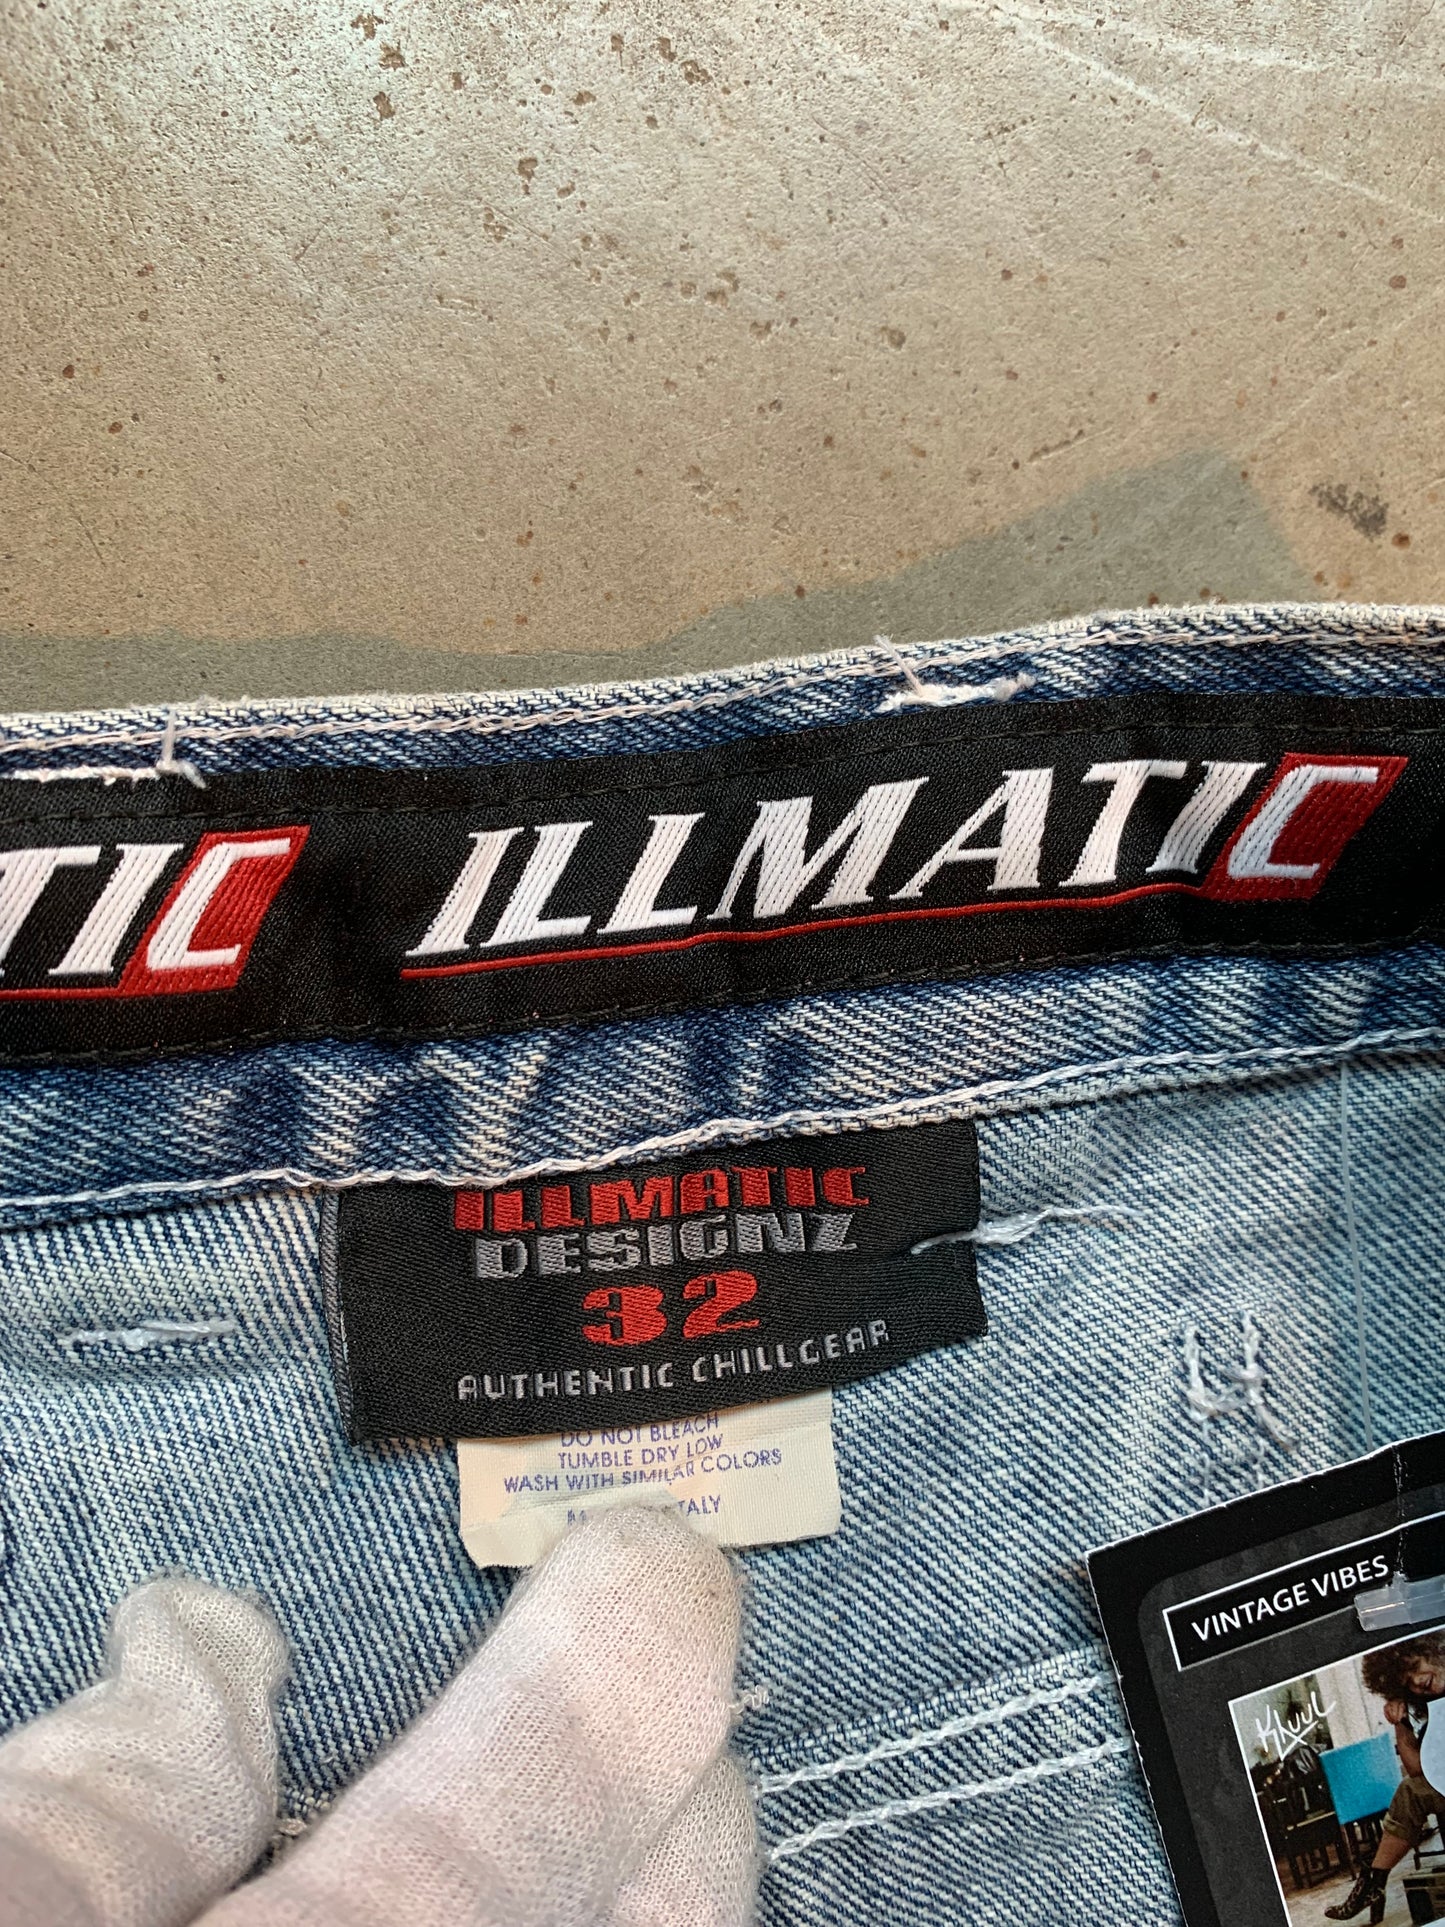 TIC ILLMATIC
ILLMATIC
DESIGNZ
32
AUTHENTIC CHILLGEAR
DO NOT BLEACH
TUMBLE DRY LOW
WASH WITH SIMILAR COLORS
VINTAGE VIBES
Khuul